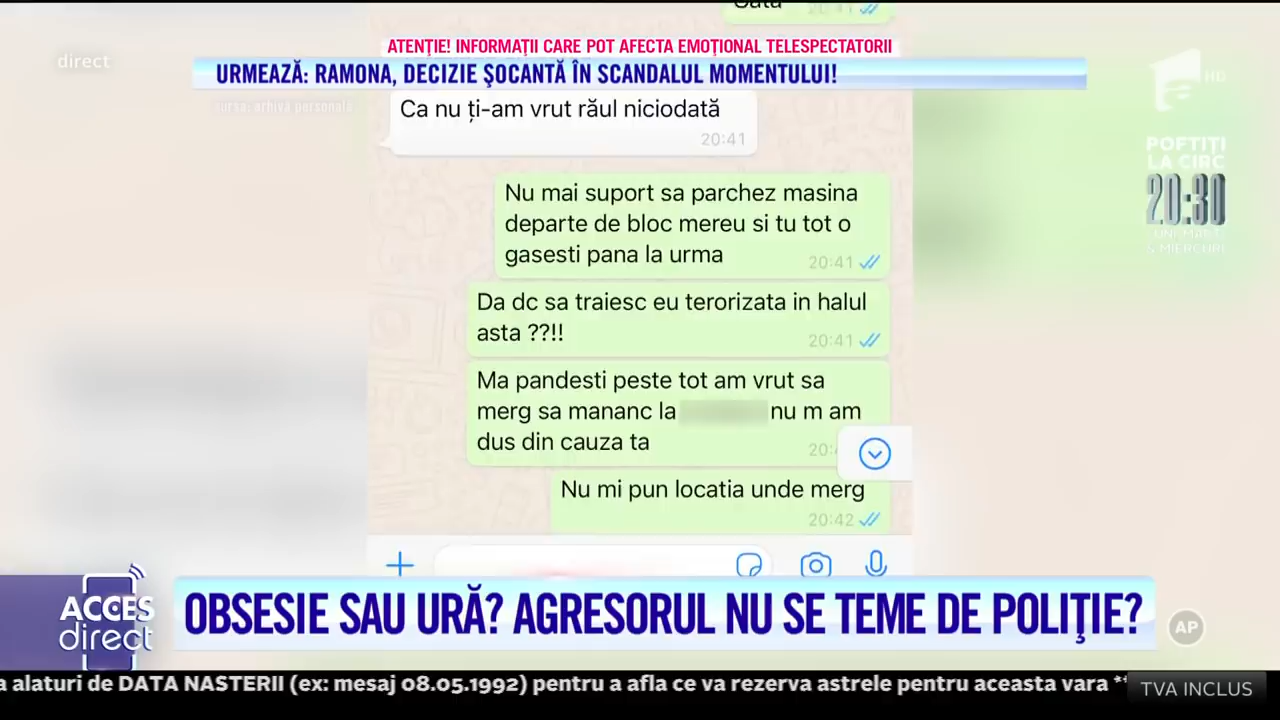 20:41
ATENȚIE! INFORMAȚII CARE POT AFECTA EMOȚIONAL TELESPECTATORII
direct
URMEAZĂ: RAMONA, DECIZIE ȘOCANTĂ ÎN SCANDALUL MOMENTULUI!
HD
sursa: arhivă personală
Ca nu ți-am vrut răul niciodată
20:41
POFTIȚI
LA CIRC
20:30
Nu mai suport sa parchez masina
departe de bloc mereu si tu tot o
gasesti pana la urma
20:41
Da dc sa traiesc eu terorizata in halul
asta ??!!
20:41
Ma pandesti peste tot am vrut sa
merg sa mananc la nu m am
dus din cauza ta
Nu mi pun locatia unde merg
20:42
ACCES
direct
OBSESIE SAU URĂ? AGRESORUL NU SE TEME DE POLIȚIE?
AP
a alaturi de DATA NASTERII (ex: mesaj 08.05.1992) pentru a afla ce va rezerva astrele pentru aceasta vara **
TVA INCLUS